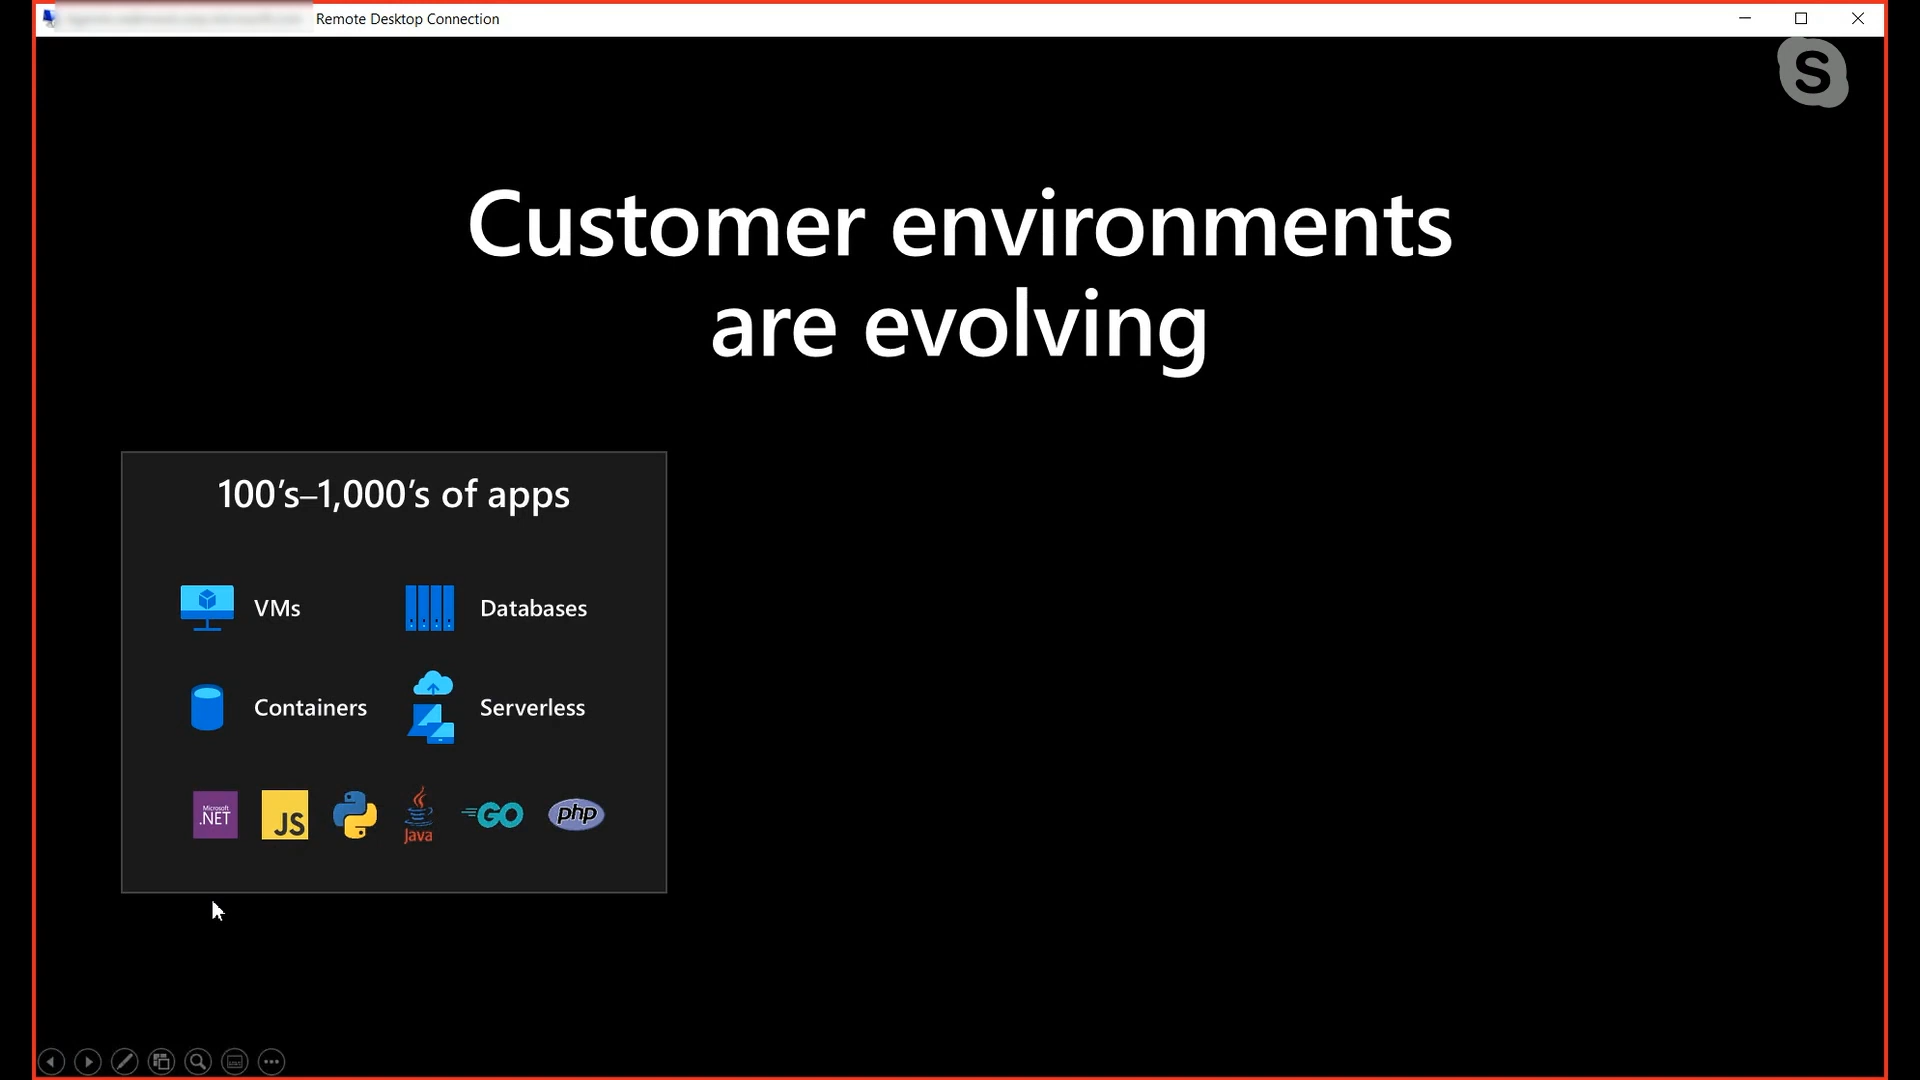 Remote Desktop Connection
S
Customer environments
are evolving
100’s–1,000’s of apps
VMs
Databases
Containers
Serverless
Microsoft
.NET
JS
Java
GO
php